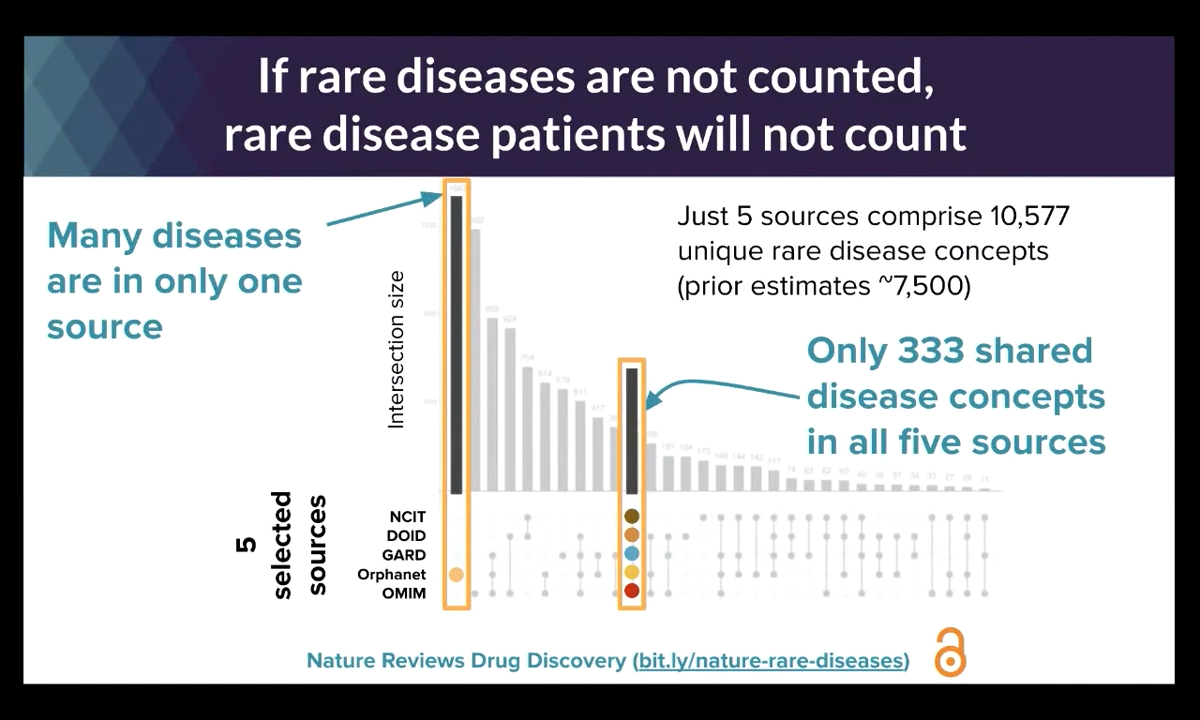 If rare diseases are not counted,
rare disease patients will not count
Many diseases
are in only one
source
Just 5 sources comprise 10,577
unique rare disease concepts
(prior estimates ~7,500)
Only 333 shared
disease concepts
in all five sources
Intersection size
5
selected
sources
NCIT
DOID
GARD
Orphanet
OMIM
Nature Reviews Drug Discovery (bit.ly/nature-rare-diseases)